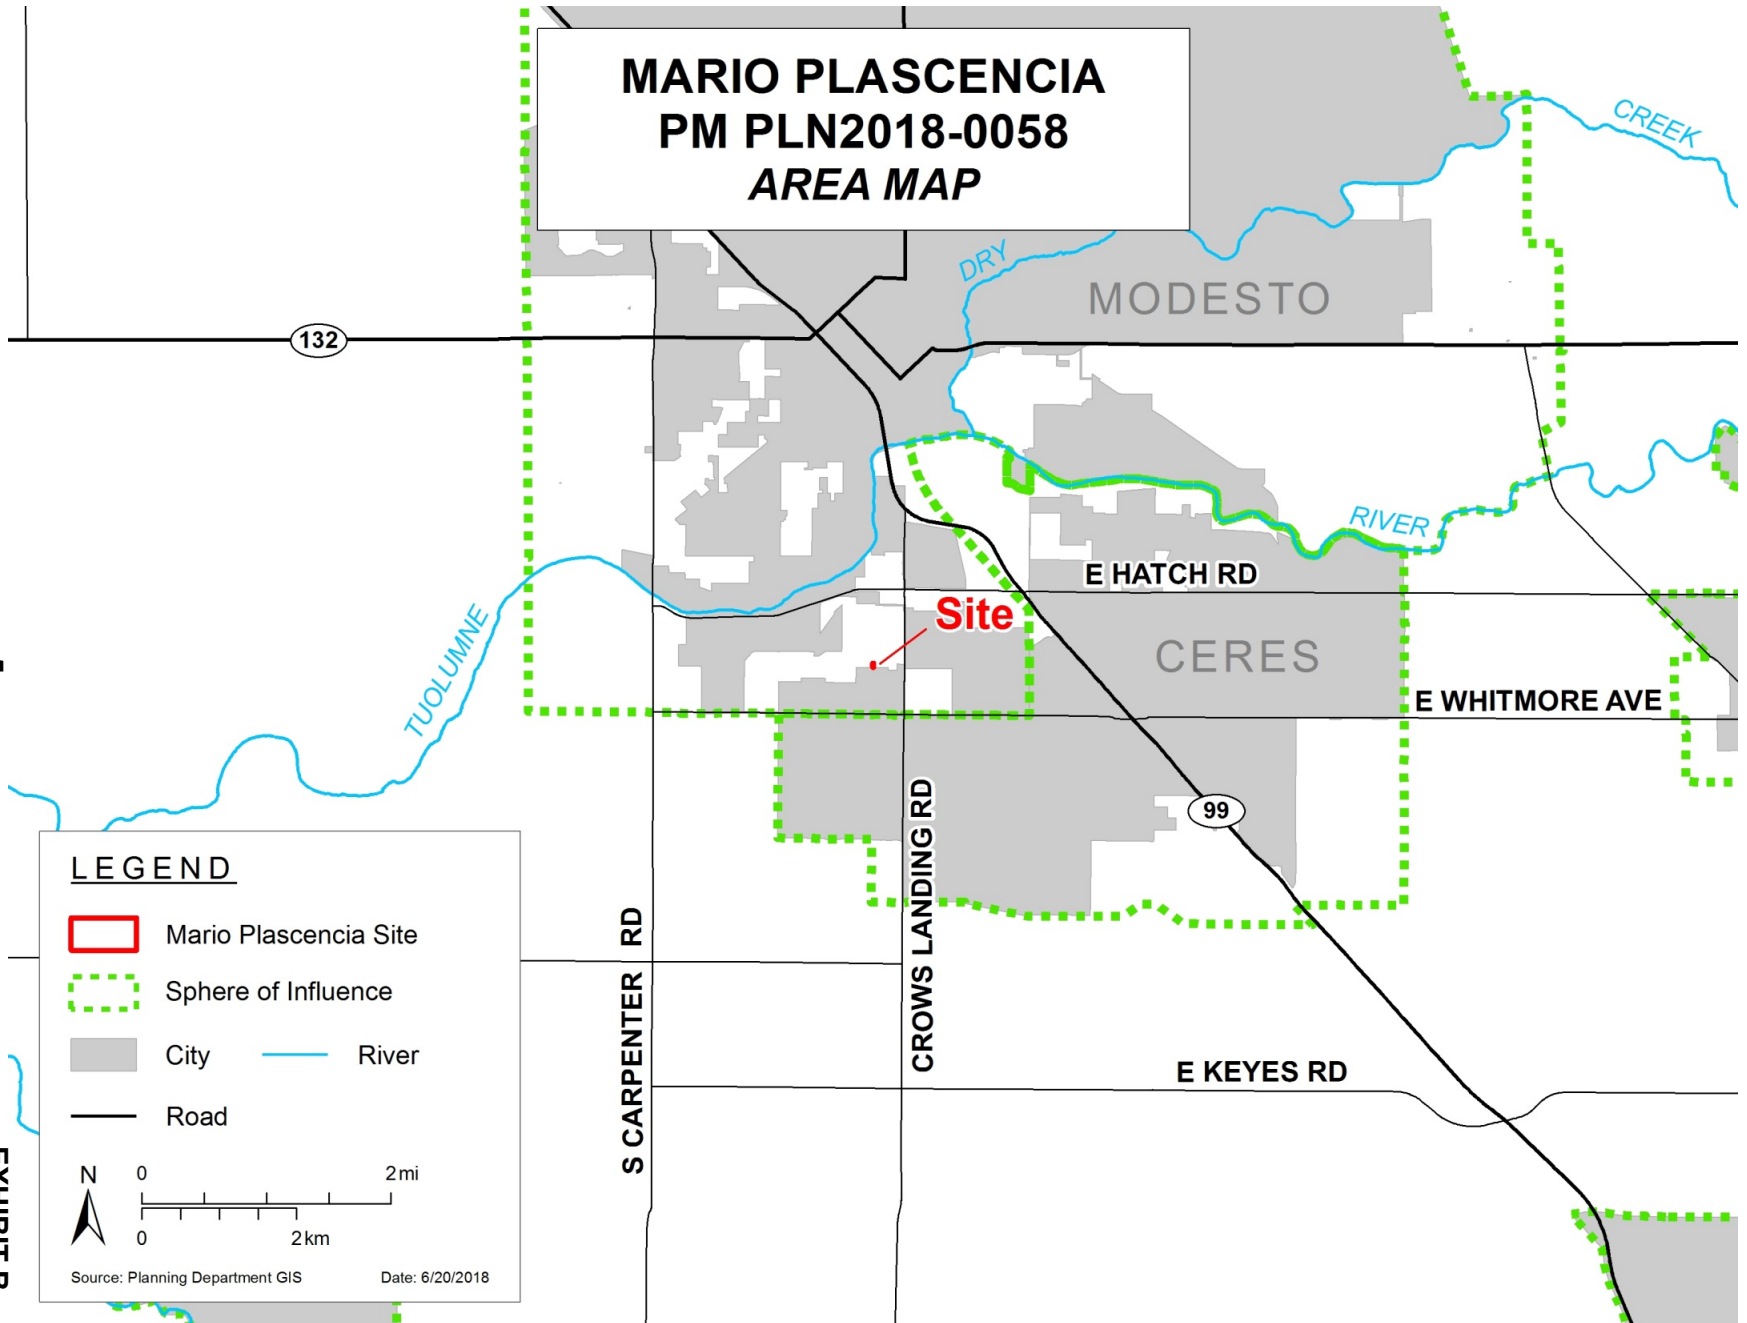 MARIO PLASCENCIA
PM PLN2018-0058
AREA MAP
CREEK
DRY
MODESTO
132
RIVER
E HATCH RD
Site
CERES
TUOLUMNE
E WHITMORE AVE
99
CROWS LANDING RD
S CARPENTER RD
E KEYES RD
LEGEND
Mario Plascencia Site
Sphere of Influence
City
River
Road
N
0 2 mi
0 2 km
Source: Planning Department GIS
Date: 6/20/2018